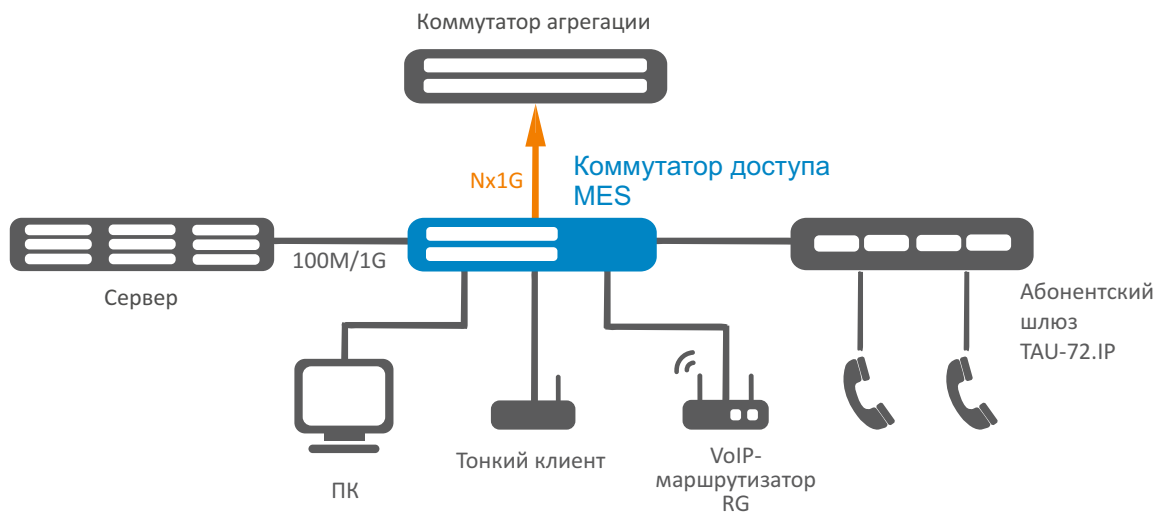 Коммутатор агрегации
Nx1G
Коммутатор доступа
MES
100M/1G
Сервер
Абонентский
шлюз
TAU-72.IP
ПК
Тонкий клиент
VoIP-
маршрутизатор
RG